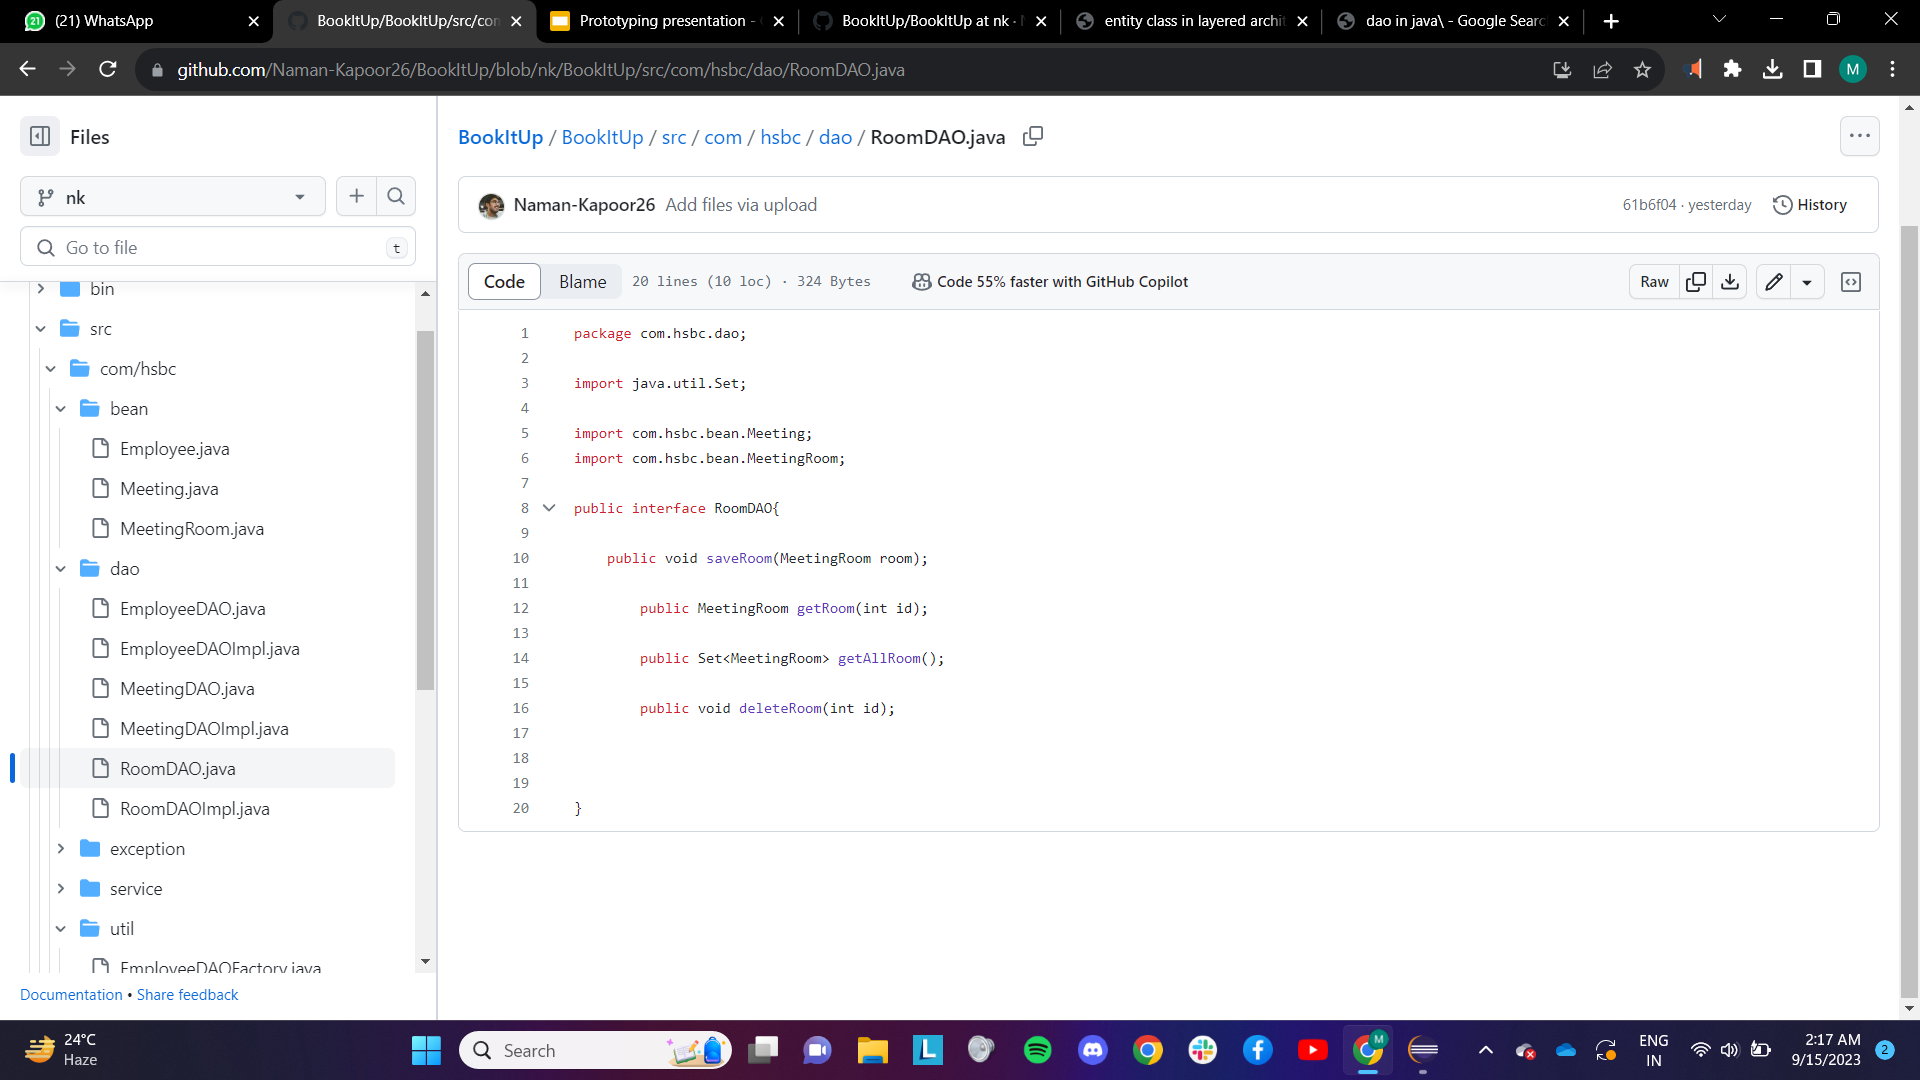 (21) WhatsApp
BookItUp/BookItUp/src/con
Prototyping presentation -
BookItUp/BookItUp at nk ·
entity class in layered archit
dao in java\ - Google Searc
github.com/Naman-Kapoor26/BookItUp/blob/nk/BookItUp/src/com/hsbc/dao/RoomDAO.java
M
Files
BookItUp / BookItUp / src / com / hsbc / dao / RoomDAO.java
nk
Naman-Kapoor26 Add files via upload
61b6f04 · yesterday
History
Go to file
t
Code
Blame
20 lines (10 loc) · 324 Bytes
Code 55% faster with GitHub Copilot
Raw
bin
src
com/hsbc
bean
Employee.java
Meeting.java
MeetingRoom.java
dao
EmployeeDAO.java
EmployeeDAOImpl.java
MeetingDAO.java
MeetingDAOImpl.java
RoomDAO.java
RoomDAOImpl.java
exception
service
util
EmployeeDAOFactory.java
Documentation • Share feedback
1 package com.hsbc.dao;
2
3 import java.util.Set;
4
5 import com.hsbc.bean.Meeting;
6 import com.hsbc.bean.MeetingRoom;
7
8 public interface RoomDAO{
9
10 public void saveRoom(MeetingRoom room);
11
12 public MeetingRoom getRoom(int id);
13
14 public Set<MeetingRoom> getAllRoom();
15
16 public void deleteRoom(int id);
17
18
19
20 }
24°C
Haze
Search
ENG
IN
2:17 AM
9/15/2023
2